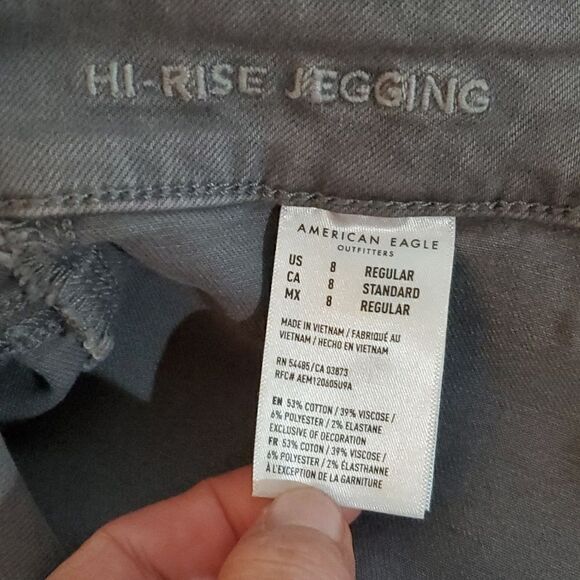 HI-RISE JEGGING
AMERICAN EAGLE
OUTFITTERS
US 8 REGULAR
CA 8 STANDARD
MX 8 REGULAR
MADE IN VIETNAM / FABRIQUÉ AU
VIETNAM / HECHO EN VIETNAM
RN 54485/CA 03873
RFC# AEM120605U9A
EN 53% COTTON / 39% VISCOSE /
6% POLYESTER / 2% ELASTANE
EXCLUSIVE OF DECORATION
FR 53% COTON / 39% VISCOSE /
6% POLYESTER / 2% ÉLASTHANNE
À L'EXCEPTION DE LA GARNITURE